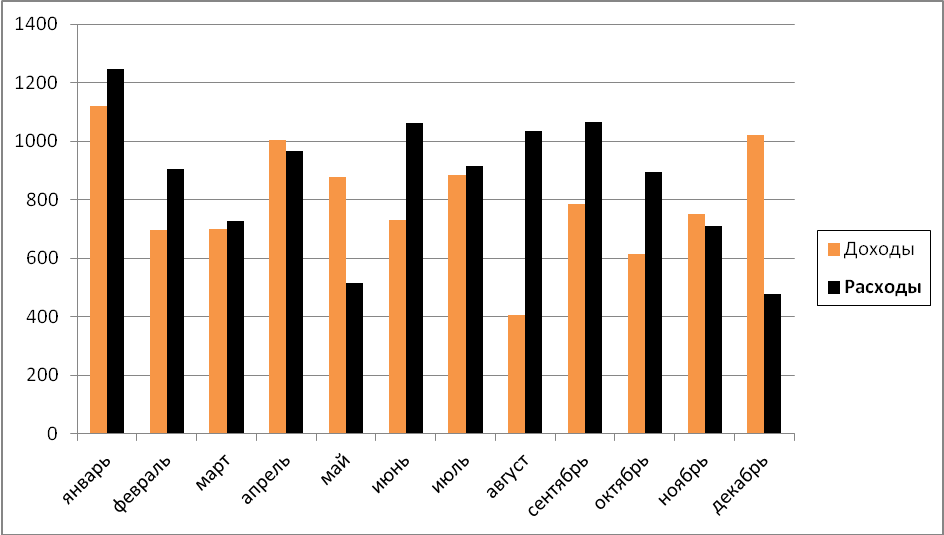 1400
1200
1000
800
600
400
200
0
январь
февраль
март
апрель
май
июнь
июль
август
сентябрь
октябрь
ноябрь
декабрь
Доходы
Расходы